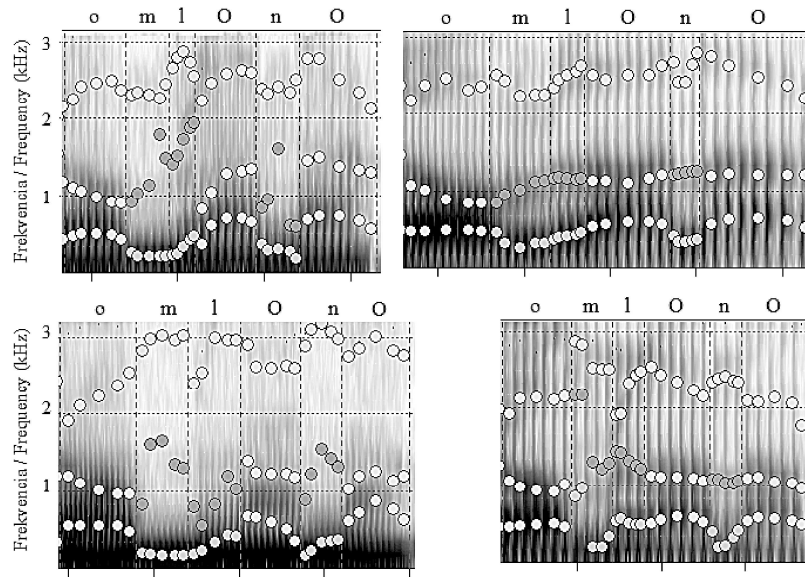 o m l O n O
o m l O n O
Frekvencia / Frequency (kHz)
3
2
1
o m l O n O
o m l O n O
Frekvencia / Frequency (kHz)
3
2
1